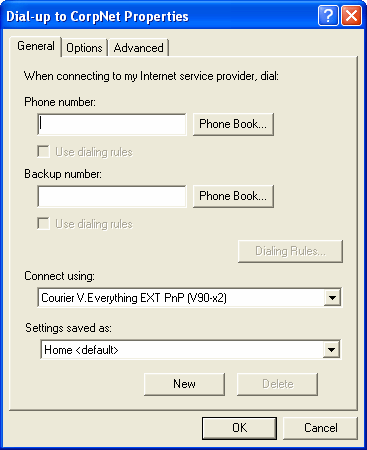 Dial-up to CorpNet Properties
General Options Advanced
When connecting to my Internet service provider, dial:
Phone number:
Phone Book...
Use dialing rules
Backup number:
Phone Book...
Use dialing rules
Dialing Rules...
Connect using:
Courier V.Everything EXT PnP (V90-x2)
Settings saved as:
Home <default>
New Delete
OK Cancel